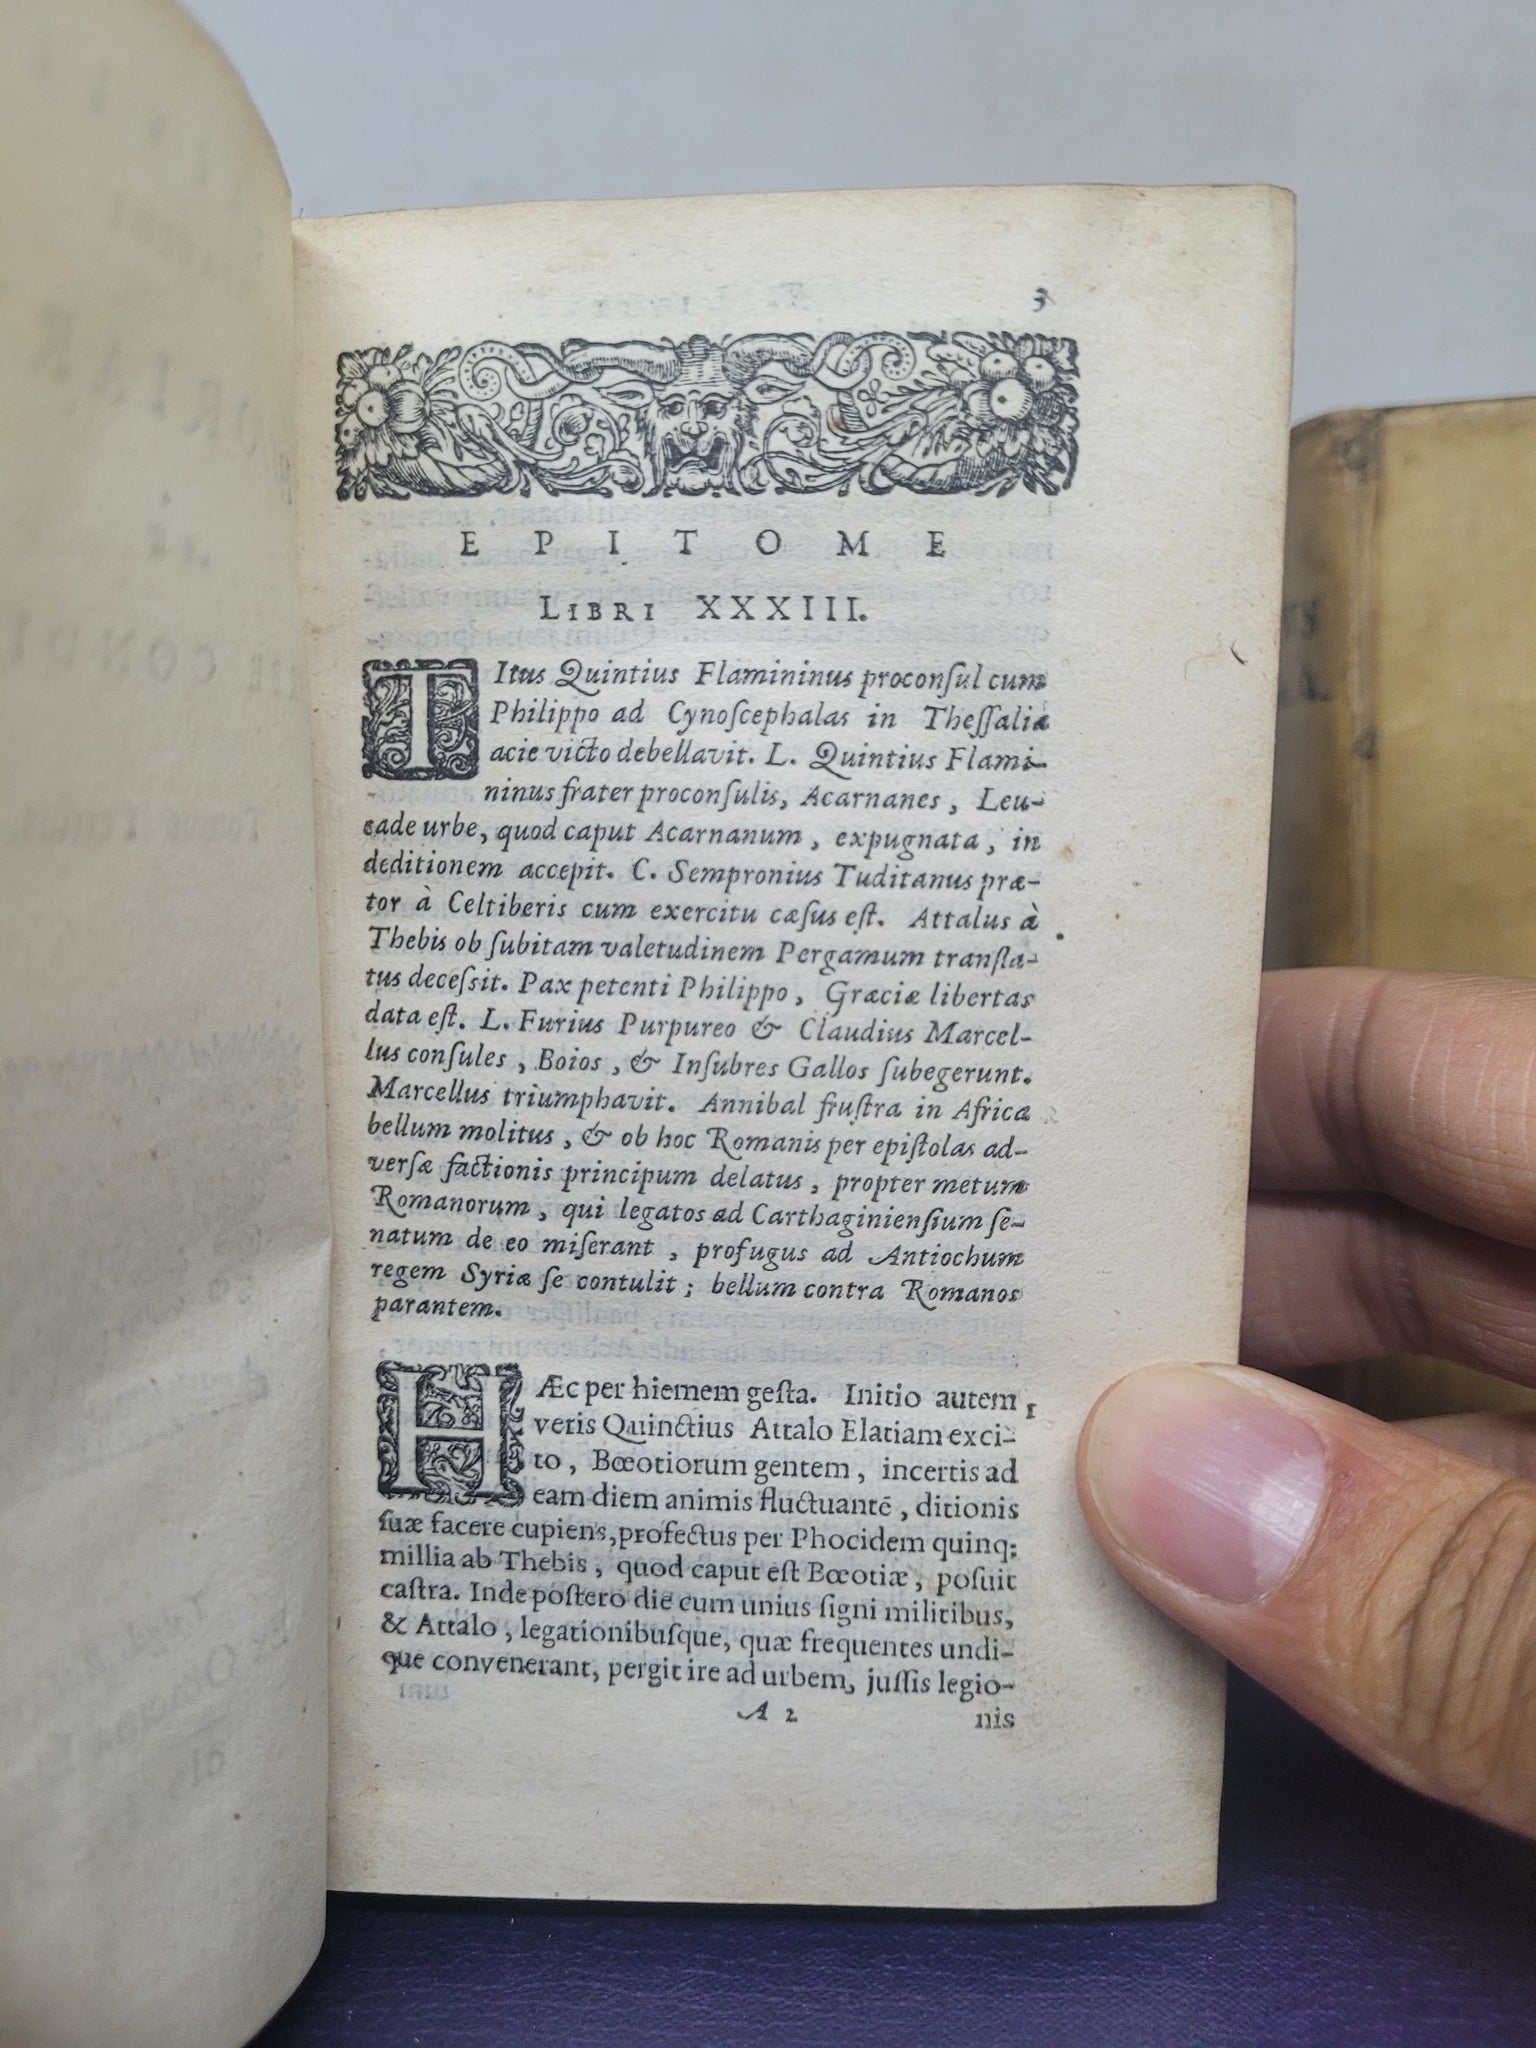 3
EPITOME
LIBRI XXXIII.
TItus Quintius Flamininus proconſul cum
Philippo ad Cynoſcephalas in Theſſalia
acie victo debellavit. L. Quintius Flami-
ninus frater proconſulis, Acarnanes, Leu-
cade urbe, quod caput Acarnanum, expugnata, in
deditionem accepit. C. Sempronius Tuditanus præ-
tor à Celtiberis cum exercitu cæſus eſt. Attalus à
Thebis ob ſubitam valetudinem Pergamum tranſla-
tus deceſsit. Pax petenti Philippo, Græciæ libertas
data eſt. L. Furius Purpureo & Claudius Marcel-
lus conſules, Boios, & Inſubres Gallos ſubegerunt.
Marcellus triumphavit. Annibal fruſtra in Africa
bellum molitus, & ob hoc Romanis per epiſtolas ad-
verſæ factionis principum delatus, propter metum
Romanorum, qui legatos ad Carthaginienſium ſe-
natum de eo miſerant, profugus ad Antiochum
regem Syriæ ſe contulit; bellum contra Romanos
parantem.
HÆc per hiemem geſta. Initio autem 1
veris Quinctius Attalo Elatiam exci-
to, Bœotiorum gentem, incertis ad
eam diem animis fluctuantē, ditionis
ſuæ facere cupiens, profectus per Phocidem quinq;
millia ab Thebis, quod caput eſt Bœotiæ, poſuit
caſtra. Inde poſtero die cum unius ſigni militibus,
& Attalo, legationibuſque, quæ frequentes undi-
que convenerant, pergit ire ad urbem, juſſis legio-
A 2 nis